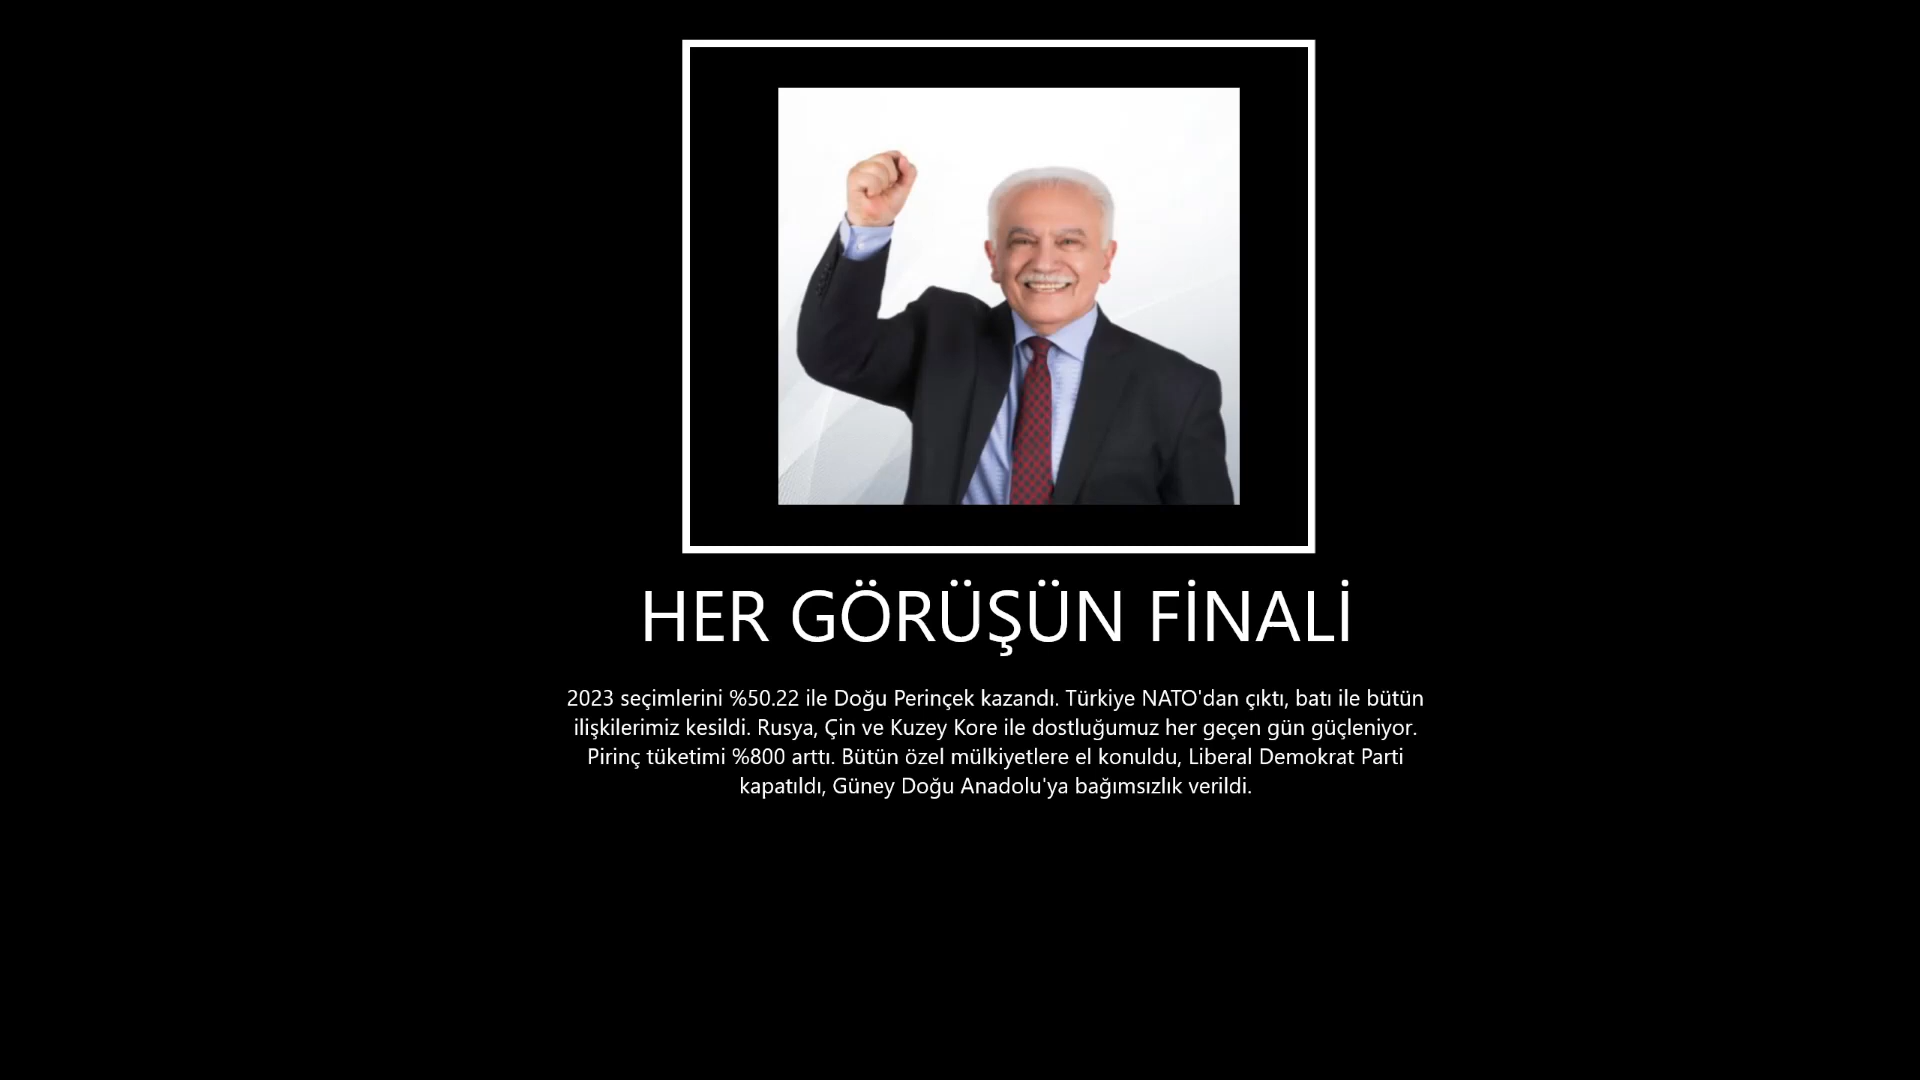 HER GÖRÜŞÜN FİNALİ
2023 seçimlerini %50.22 ile Doğu Perinçek kazandı. Türkiye NATO'dan çıktı, batı ile bütün
ilişkilerimiz kesildi. Rusya, Çin ve Kuzey Kore ile dostluğumuz her geçen gün güçleniyor.
Pirinç tüketimi %800 arttı. Bütün özel mülkiyetlere el konuldu, Liberal Demokrat Parti
kapatıldı, Güney Doğu Anadolu'ya bağımsızlık verildi.